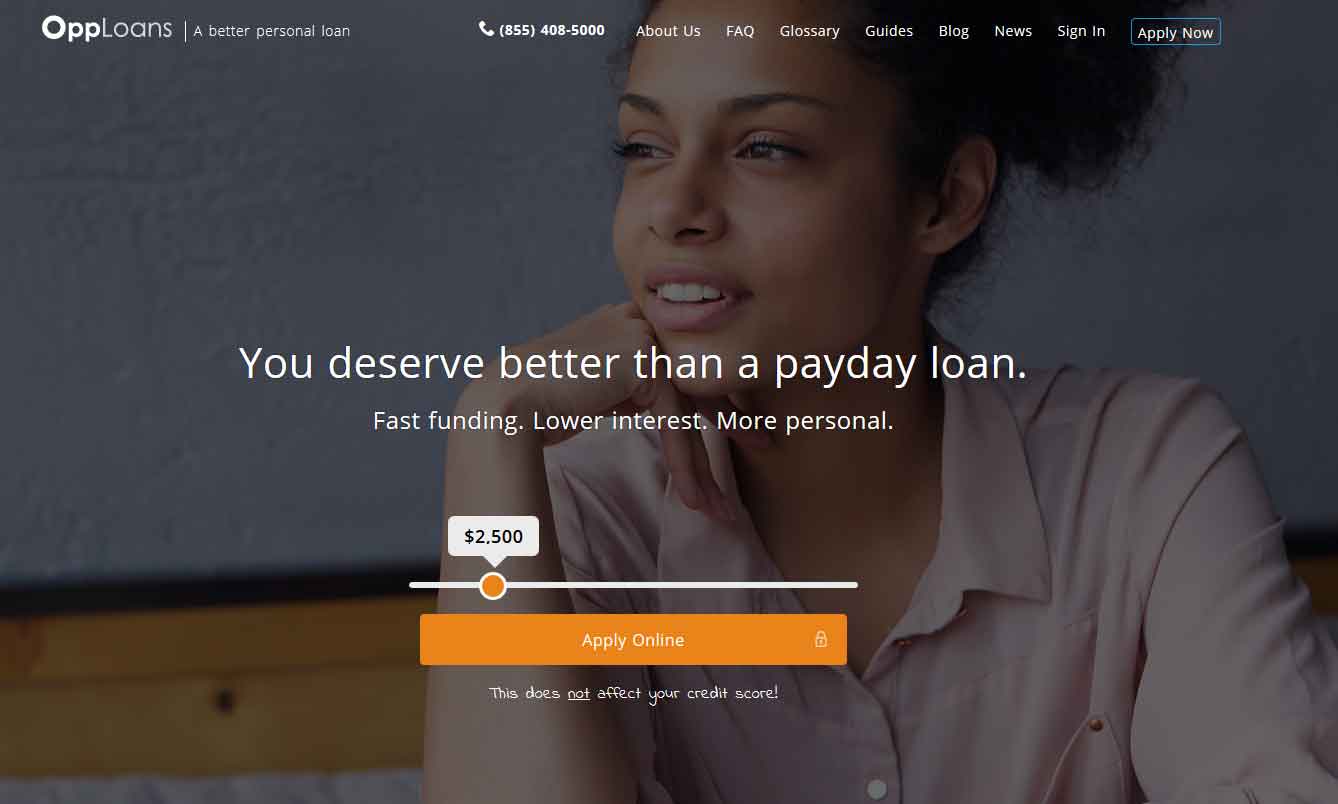 OppLoans | A better personal loan (855) 408-5000 About Us FAQ Glossary Guides Blog News Sign In Apply Now
You deserve better than a payday loan.
Fast funding. Lower interest. More personal.
$2,500
Apply Online
This does not affect your credit score!